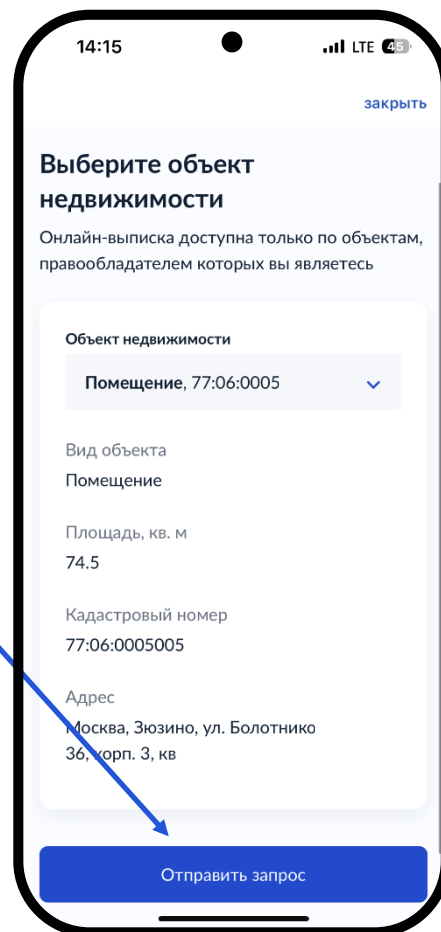 14:15
LTE 45
закрыть
Выберите объект
недвижимости
Онлайн-выписка доступна только по объектам,
правообладателем которых вы являетесь
Объект недвижимости
Помещение, 77:06:0005
Вид объекта
Помещение
Площадь, кв. м
74.5
Кадастровый номер
77:06:0005005
Адрес
Москва, Зюзино, ул. Болотнико
36, корп. 3, кв
Отправить запрос